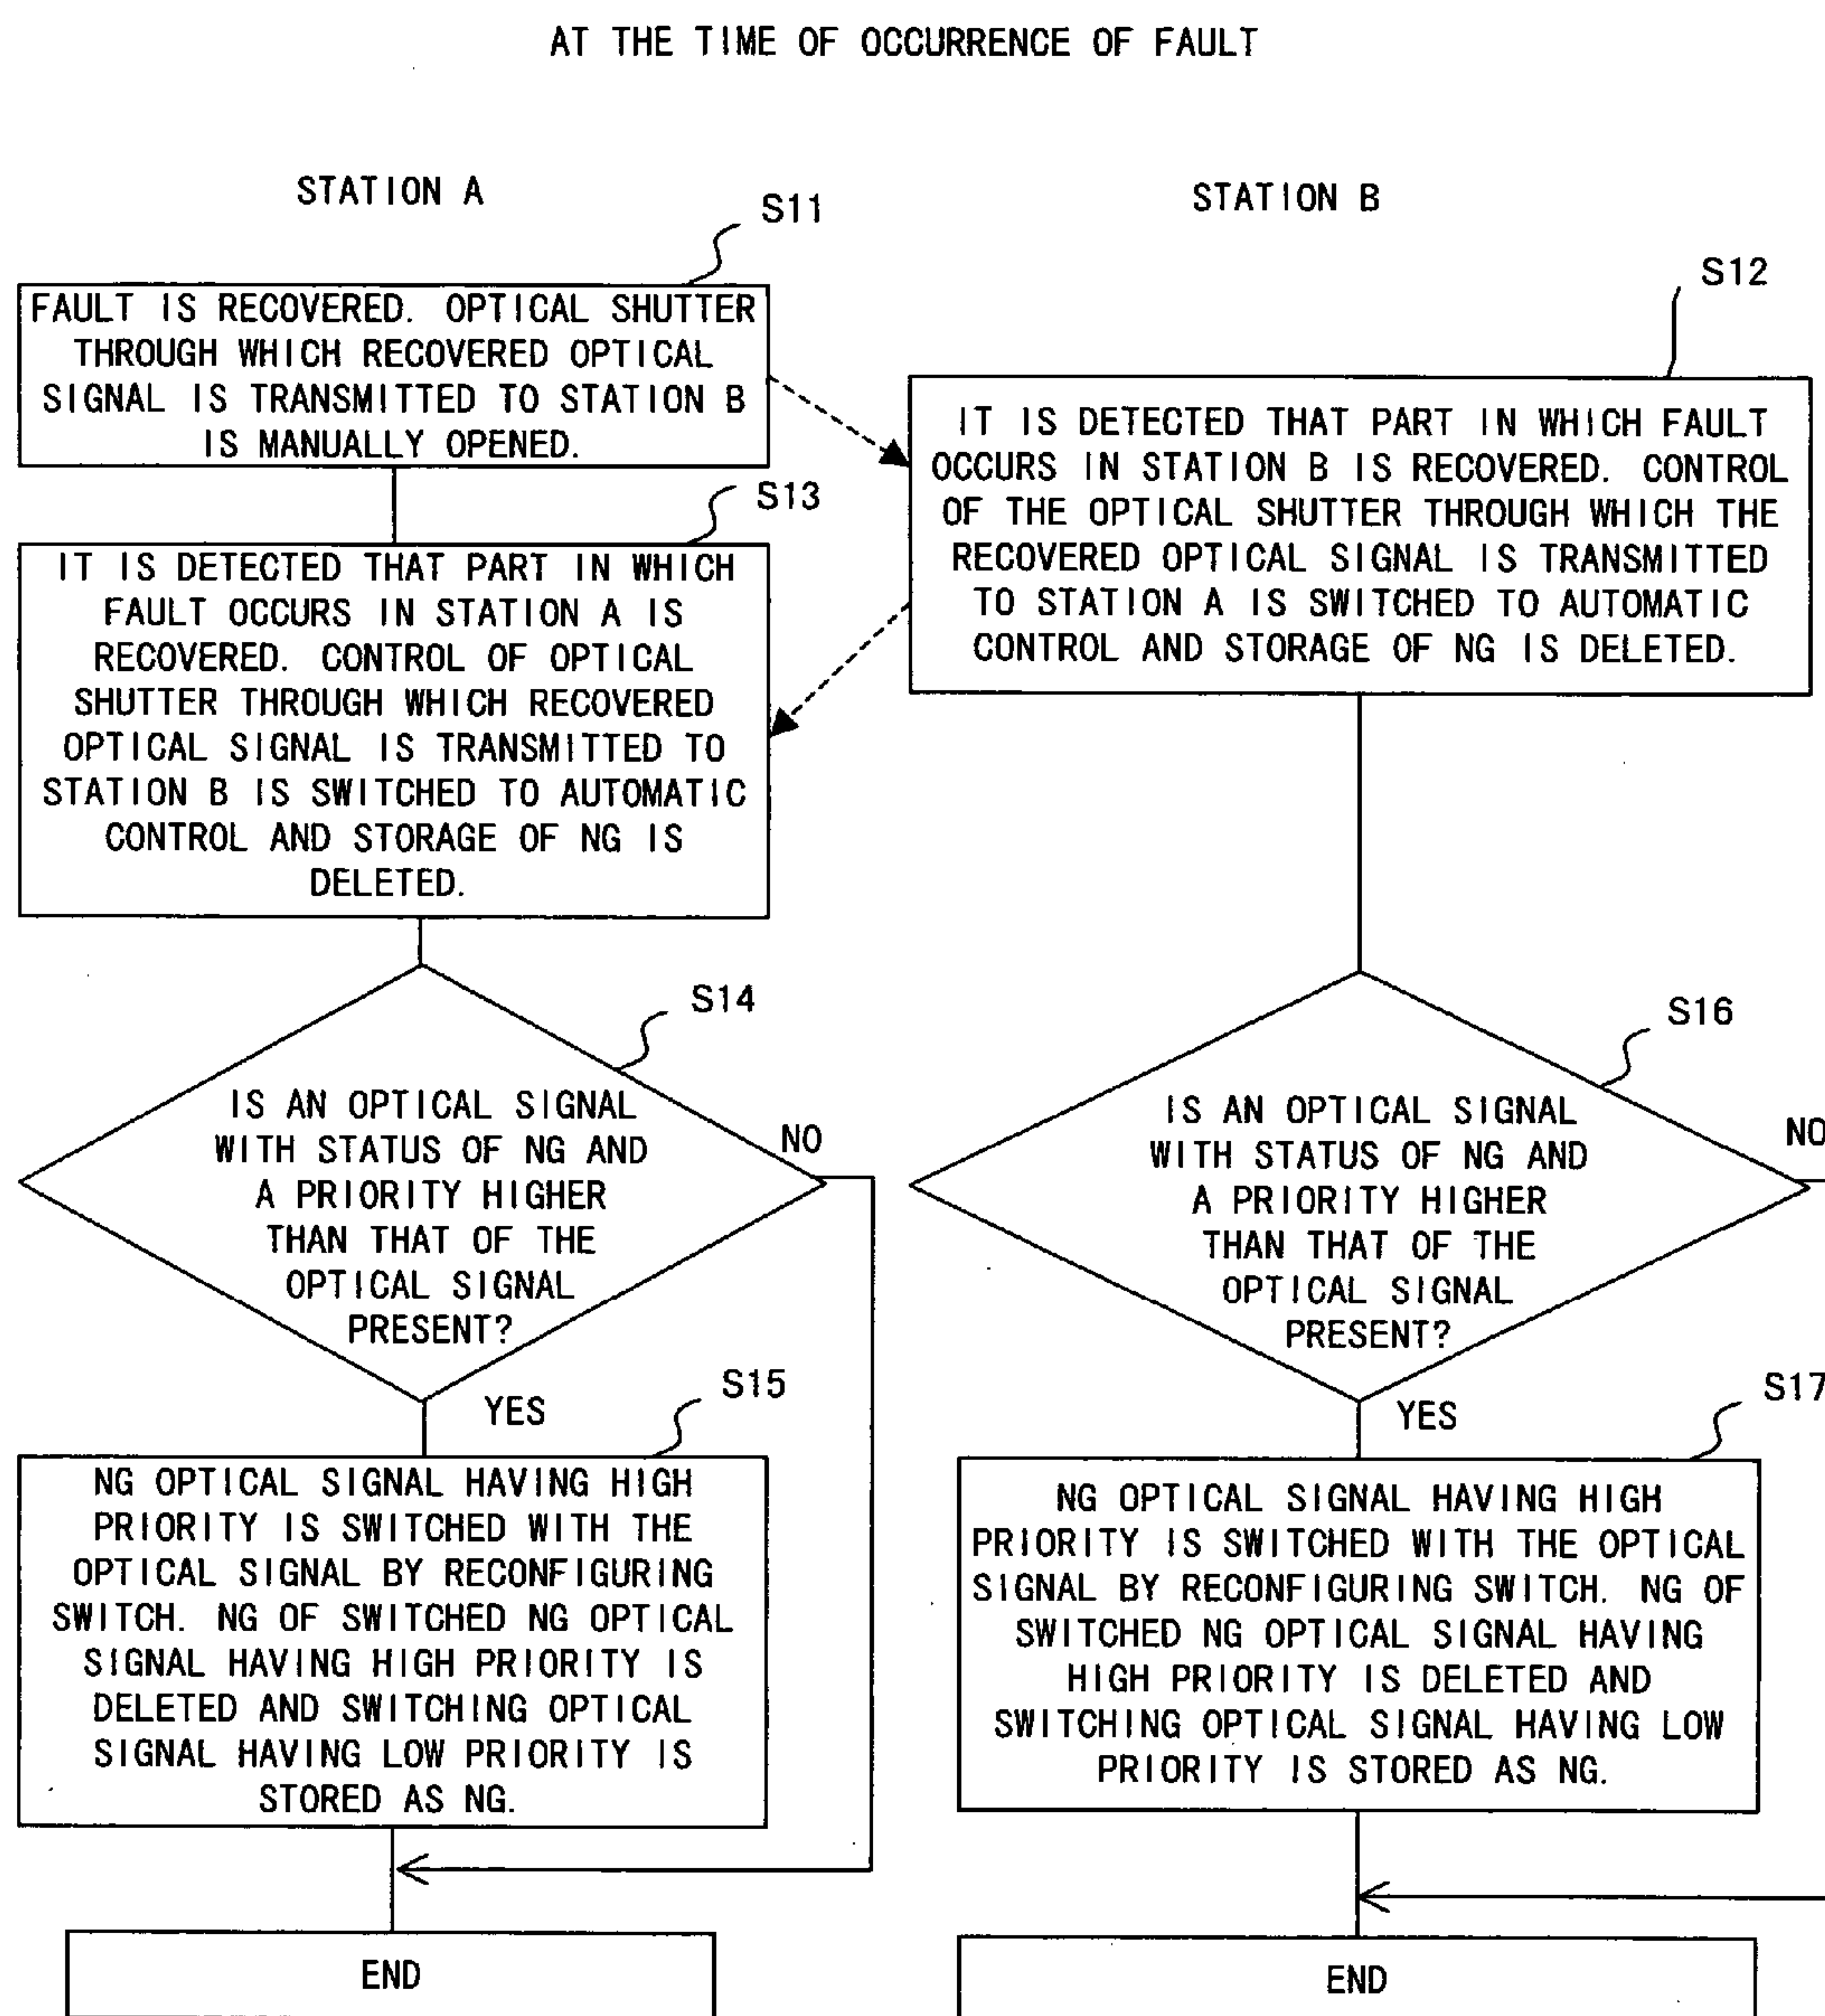 AT THE TIME OF OCCURRENCE OF FAULT
STATION A
S11
FAULT IS RECOVERED. OPTICAL SHUTTER
THROUGH WHICH RECOVERED OPTICAL
SIGNAL IS TRANSMITTED TO STATION B
IS MANUALLY OPENED.
S13
IT IS DETECTED THAT PART IN WHICH
FAULT OCCURS IN STATION A IS
RECOVERED. CONTROL OF OPTICAL
SHUTTER THROUGH WHICH RECOVERED
OPTICAL SIGNAL IS TRANSMITTED TO
STATION B IS SWITCHED TO AUTOMATIC
CONTROL AND STORAGE OF NG IS
DELETED.
S14
IS AN OPTICAL SIGNAL
WITH STATUS OF NG AND
A PRIORITY HIGHER
THAN THAT OF THE
OPTICAL SIGNAL
PRESENT?
NO
YES
S15
NG OPTICAL SIGNAL HAVING HIGH
PRIORITY IS SWITCHED WITH THE
OPTICAL SIGNAL BY RECONFIGURING
SWITCH. NG OF SWITCHED NG OPTICAL
SIGNAL HAVING HIGH PRIORITY IS
DELETED AND SWITCHING OPTICAL
SIGNAL HAVING LOW PRIORITY IS
STORED AS NG.
END
STATION B
S12
IT IS DETECTED THAT PART IN WHICH FAULT
OCCURS IN STATION B IS RECOVERED. CONTROL
OF THE OPTICAL SHUTTER THROUGH WHICH THE
RECOVERED OPTICAL SIGNAL IS TRANSMITTED
TO STATION A IS SWITCHED TO AUTOMATIC
CONTROL AND STORAGE OF NG IS DELETED.
S16
IS AN OPTICAL SIGNAL
WITH STATUS OF NG AND
A PRIORITY HIGHER
THAN THAT OF THE
OPTICAL SIGNAL
PRESENT?
NO
YES
S17
NG OPTICAL SIGNAL HAVING HIGH
PRIORITY IS SWITCHED WITH THE OPTICAL
SIGNAL BY RECONFIGURING SWITCH. NG OF
SWITCHED NG OPTICAL SIGNAL HAVING
HIGH PRIORITY IS DELETED AND
SWITCHING OPTICAL SIGNAL HAVING LOW
PRIORITY IS STORED AS NG.
END